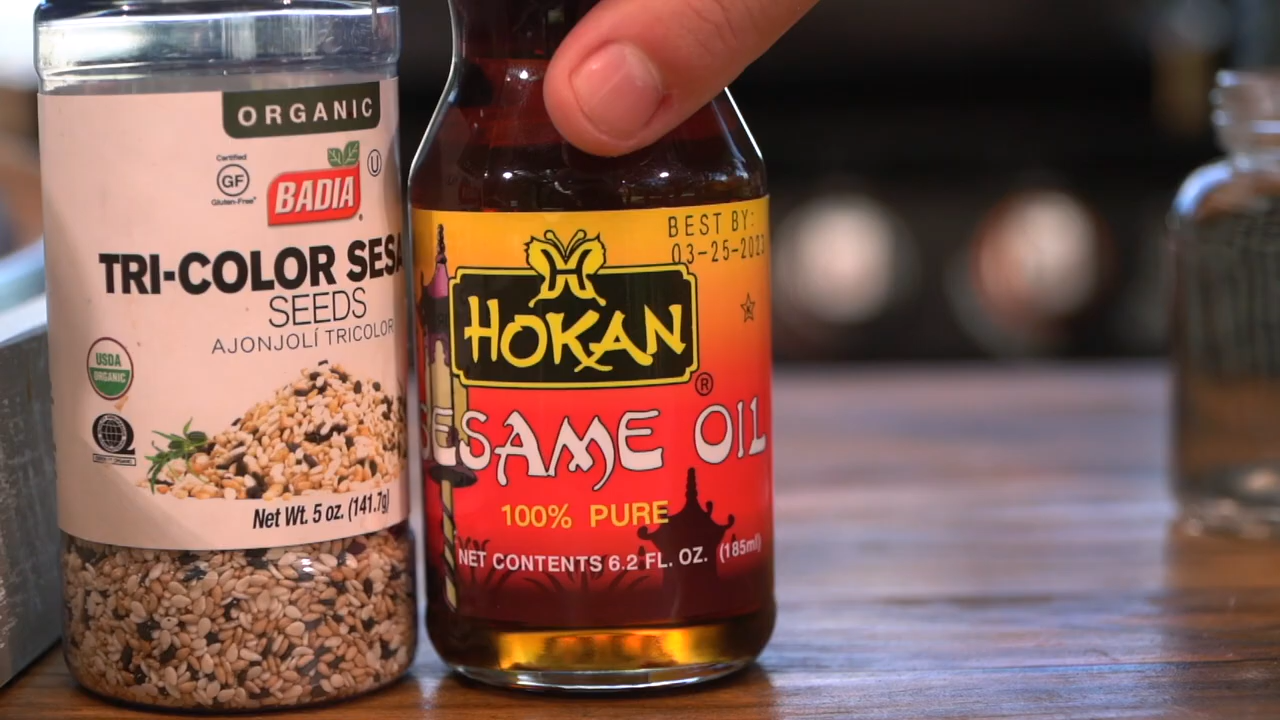 ORGANIC
Certified
GF
Gluten-Free
U
BADIA
TRI-COLOR SESA
SEEDS
AJONJOLÍ TRICOLOR
USDA
ORGANIC
Net Wt. 5 oz. (141.7g)
BEST BY:
03-25-2023
HOKAN
®
SESAME OIL
100% PURE
NET CONTENTS 6.2 FL. OZ. (185ml)